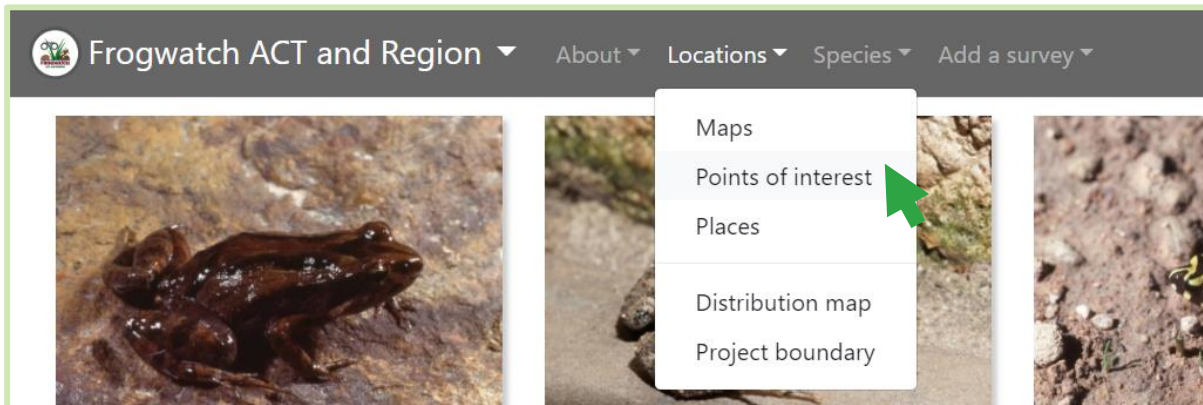 Frogwatch ACT and Region About Locations Species Add a survey
Maps
Points of interest
Places
Distribution map
Project boundary